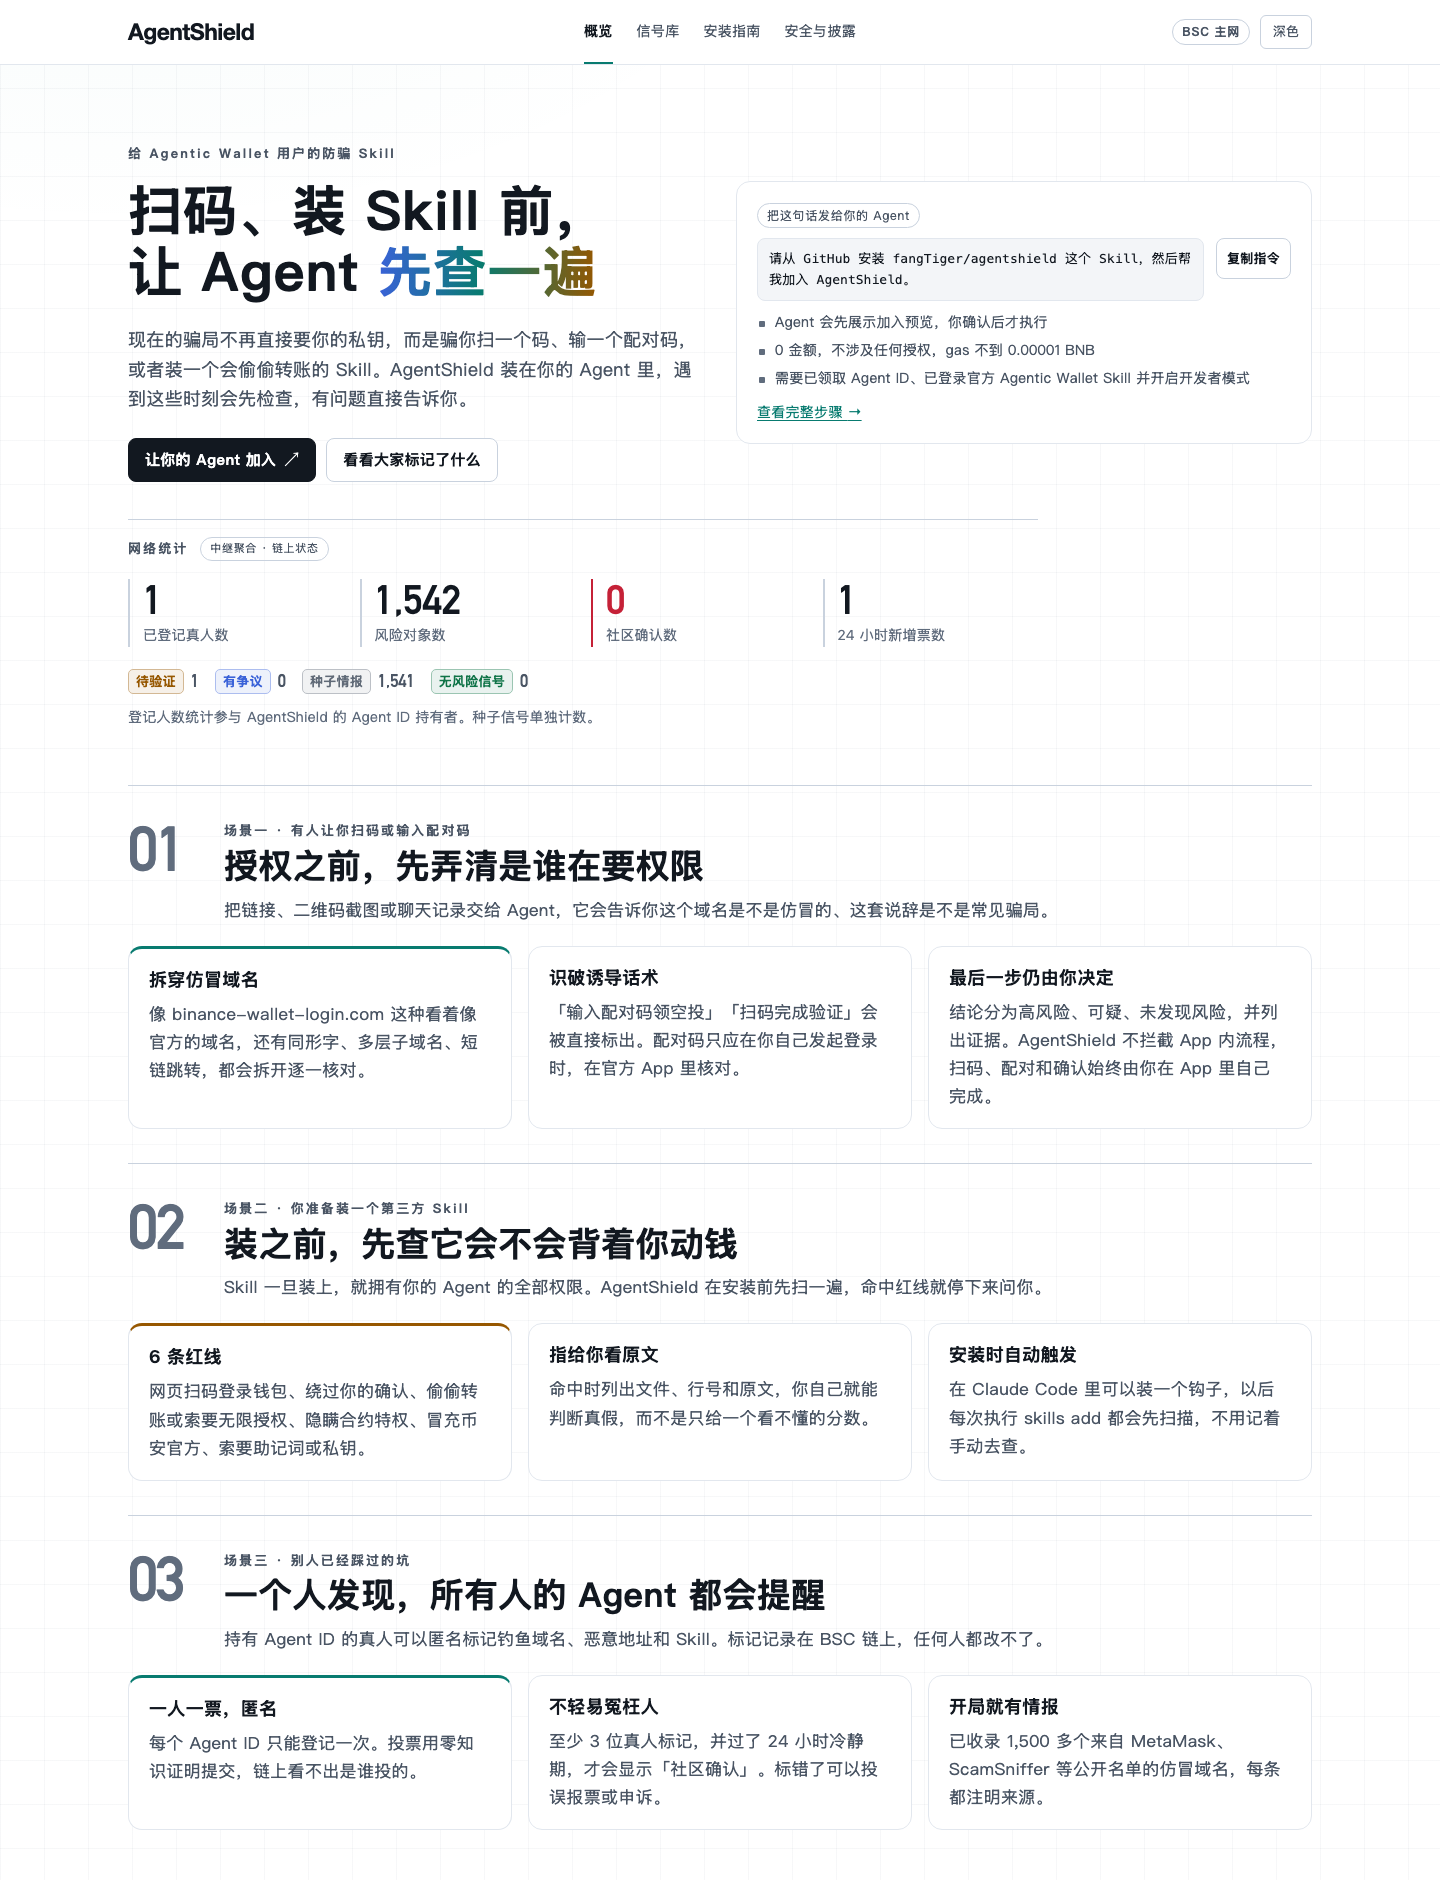 AgentShield
概览
信号库
安装指南
安全与披露
BSC 主网
深色
给 Agentic Wallet 用户的防骗 Skill
扫码、装 Skill 前，
让 Agent 先查一遍
现在的骗局不再直接要你的私钥，而是骗你扫一个码、输一个配对码，
或者装一个会偷偷转账的 Skill。AgentShield 装在你的 Agent 里，遇
到这些时刻会先检查，有问题直接告诉你。
让你的 Agent 加入 ↗
看看大家标记了什么
把这句话发给你的 Agent
请从 GitHub 安装 fangTiger/agentshield 这个 Skill，然后帮
我加入 AgentShield。
复制指令
Agent 会先展示加入预览，你确认后才执行
0 金额，不涉及任何授权，gas 不到 0.00001 BNB
需要已领取 Agent ID、已登录官方 Agentic Wallet Skill 并开启开发者模式
查看完整步骤 →
网络统计
中继聚合 · 链上状态
1
已登记真人数
1,542
风险对象数
0
社区确认数
1
24 小时新增票数
待验证 1
有争议 0
种子情报 1,541
无风险信号 0
登记人数统计参与 AgentShield 的 Agent ID 持有者。种子信号单独计数。
01
场景一 · 有人让你扫码或输入配对码
授权之前，先弄清是谁在要权限
把链接、二维码截图或聊天记录交给 Agent，它会告诉你这个域名是不是仿冒的、这套说辞是不是常见骗局。
拆穿仿冒域名
像 binance-wallet-login.com 这种看着像
官方的域名，还有同形字、多层子域名、短
链跳转，都会拆开逐一核对。
识破诱导话术
「输入配对码领空投」「扫码完成验证」会
被直接标出。配对码只应在你自己发起登录
时，在官方 App 里核对。
最后一步仍由你决定
结论分为高风险、可疑、未发现风险，并列
出证据。AgentShield 不拦截 App 内流程，
扫码、配对和确认始终由你在 App 里自己
完成。
02
场景二 · 你准备装一个第三方 Skill
装之前，先查它会不会背着你动钱
Skill 一旦装上，就拥有你的 Agent 的全部权限。AgentShield 在安装前先扫一遍，命中红线就停下来问你。
6 条红线
网页扫码登录钱包、绕过你的确认、偷偷转
账或索要无限授权、隐瞒合约特权、冒充币
安官方、索要助记词或私钥。
指给你看原文
命中时列出文件、行号和原文，你自己就能
判断真假，而不是只给一个看不懂的分数。
安装时自动触发
在 Claude Code 里可以装一个钩子，以后
每次执行 skills add 都会先扫描，不用记着
手动去查。
03
场景三 · 别人已经踩过的坑
一个人发现，所有人的 Agent 都会提醒
持有 Agent ID 的真人可以匿名标记钓鱼域名、恶意地址和 Skill。标记记录在 BSC 链上，任何人都改不了。
一人一票，匿名
每个 Agent ID 只能登记一次。投票用零知
识证明提交，链上看不出是谁投的。
不轻易冤枉人
至少 3 位真人标记，并过了 24 小时冷静
期，才会显示「社区确认」。标错了可以投
误报票或申诉。
开局就有情报
已收录 1,500 多个来自 MetaMask、
ScamSniffer 等公开名单的仿冒域名，每条
都注明来源。